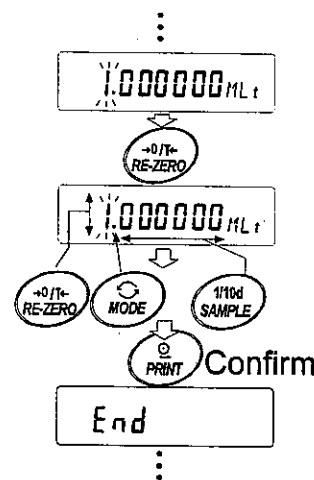 1.000000 MLt
→0/T←
RE-ZERO
1.000000 MLt
→0/T← 1/10d
RE-ZERO MODE SAMPLE
PRINT Confirm
End